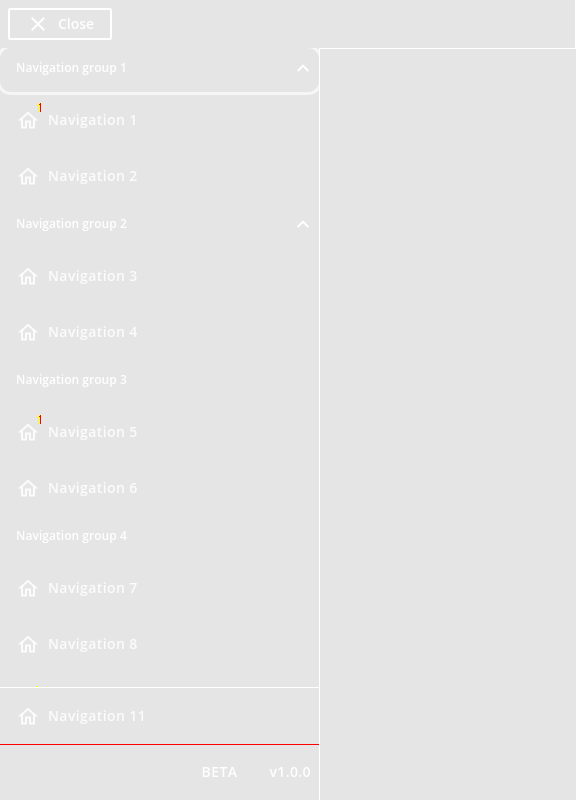 Close
Navigation group 1
1
Navigation 1
Navigation 2
Navigation group 2
Navigation 3
Navigation 4
Navigation group 3
1
Navigation 5
Navigation 6
Navigation group 4
Navigation 7
Navigation 8
Navigation 11
BETA v1.0.0